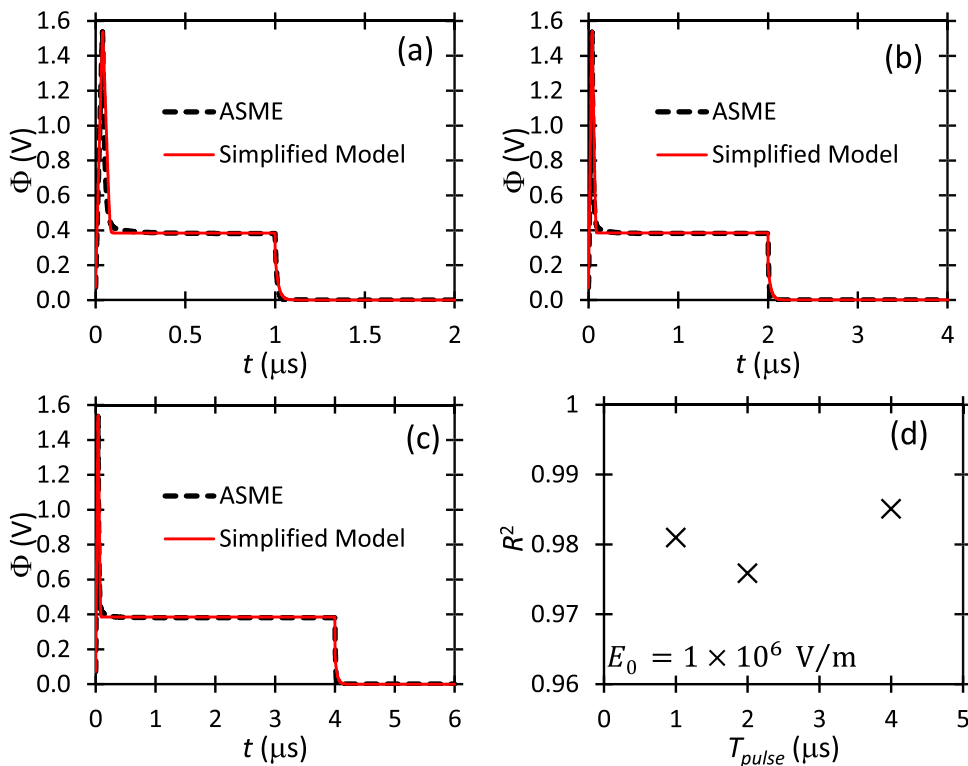 1.6
1.4
1.2
1.0
0.8
0.6
0.4
0.2
0.0
Φ (V)
(a)
ASME
Simplified Model
0 0.5 1 1.5 2
t (μs)
1.6
1.4
1.2
1.0
0.8
0.6
0.4
0.2
0.0
Φ (V)
(b)
ASME
Simplified Model
0 1 2 3 4
t (μs)
1.6
1.4
1.2
1.0
0.8
0.6
0.4
0.2
0.0
Φ (V)
(c)
ASME
Simplified Model
0 1 2 3 4 5 6
t (μs)
1
0.99
0.98
0.97
0.96
R²
(d)
E₀ = 1 × 10⁶ V/m
0 1 2 3 4 5
T_pulse (μs)